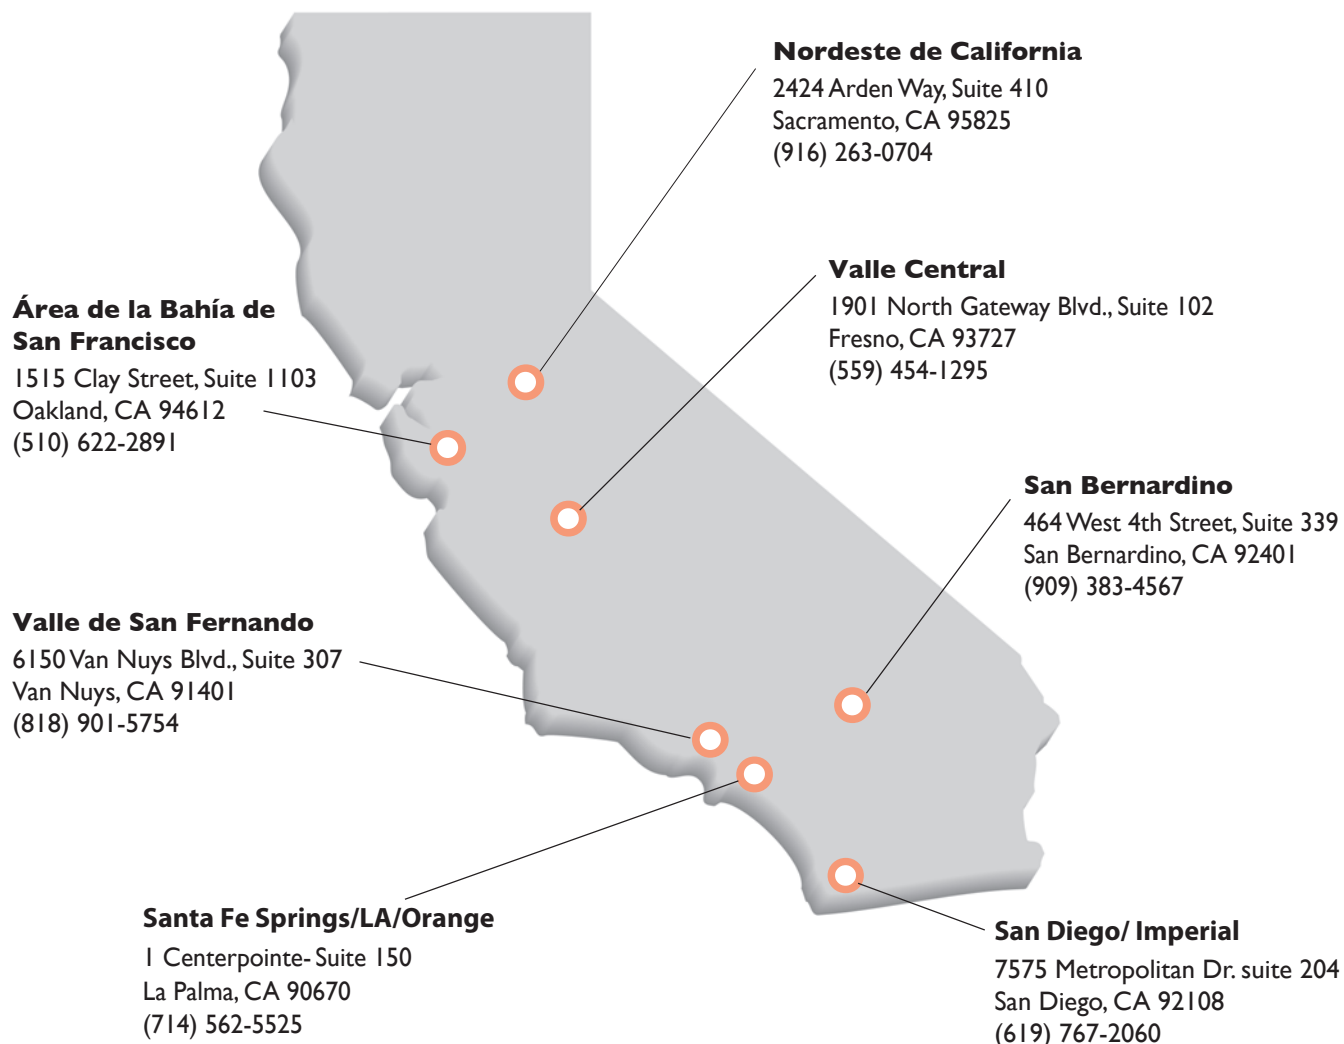 Nordeste de California
2424 Arden Way, Suite 410
Sacramento, CA 95825
(916) 263-0704
Valle Central
1901 North Gateway Blvd., Suite 102
Fresno, CA 93727
(559) 454-1295
Área de la Bahía de
San Francisco
1515 Clay Street, Suite 1103
Oakland, CA 94612
(510) 622-2891
San Bernardino
464 West 4th Street, Suite 339
San Bernardino, CA 92401
(909) 383-4567
Valle de San Fernando
6150 Van Nuys Blvd., Suite 307
Van Nuys, CA 91401
(818) 901-5754
Santa Fe Springs/LA/Orange
1 Centerpointe- Suite 150
La Palma, CA 90670
(714) 562-5525
San Diego/ Imperial
7575 Metropolitan Dr. suite 204
San Diego, CA 92108
(619) 767-2060